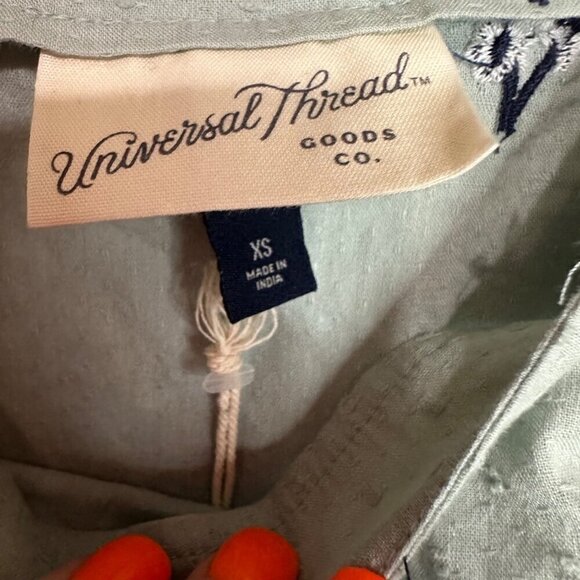 Universal Thread™
GOODS
CO.
XS
MADE IN
INDIA